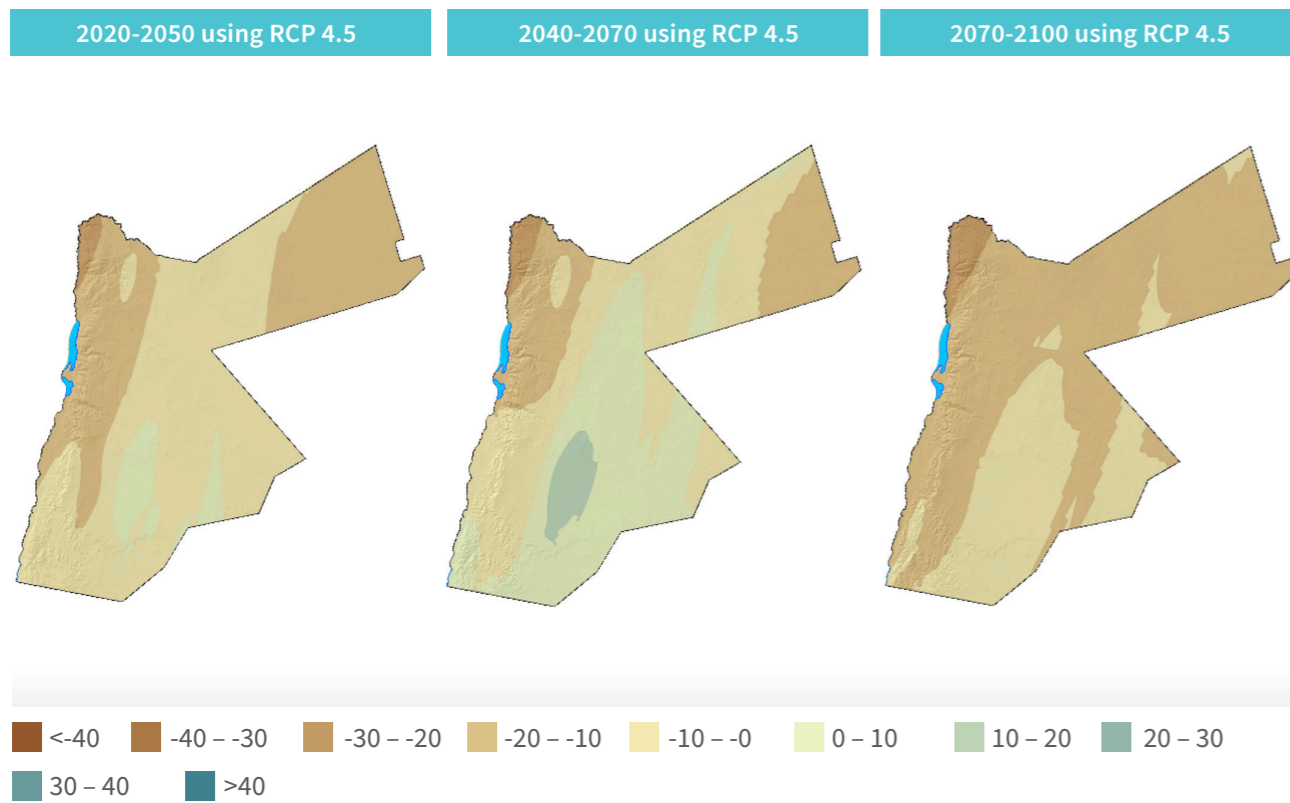 2020-2050 using RCP 4.5
2040-2070 using RCP 4.5
2070-2100 using RCP 4.5
<-40 -40 – -30 -30 – -20 -20 – -10 -10 – -0 0 – 10 10 – 20 20 – 30
30 – 40 >40